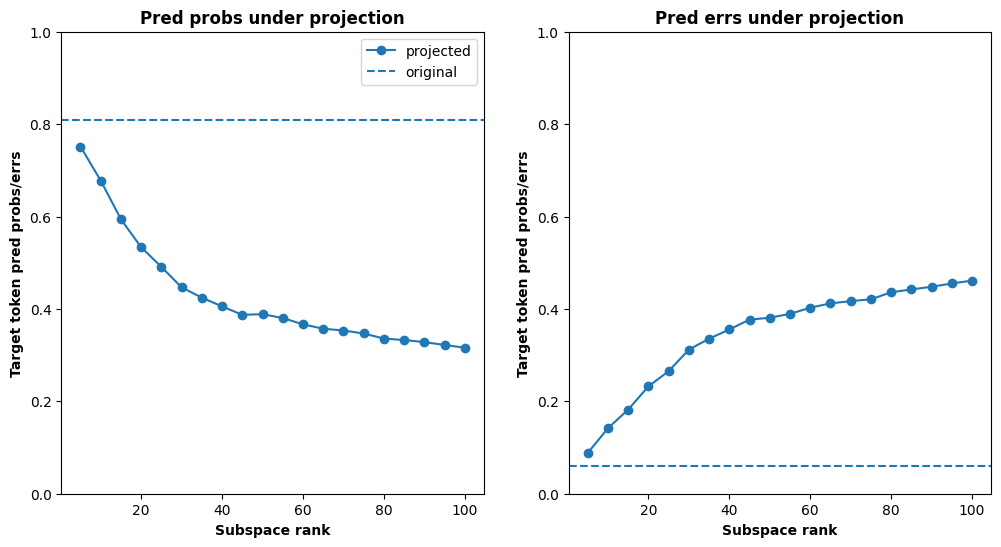 Pred probs under projection
projected
original
Target token pred probs/errs
1.0
0.8
0.6
0.4
0.2
0.0
20 40 60 80 100
Subspace rank
Pred errs under projection
Target token pred probs/errs
1.0
0.8
0.6
0.4
0.2
0.0
20 40 60 80 100
Subspace rank